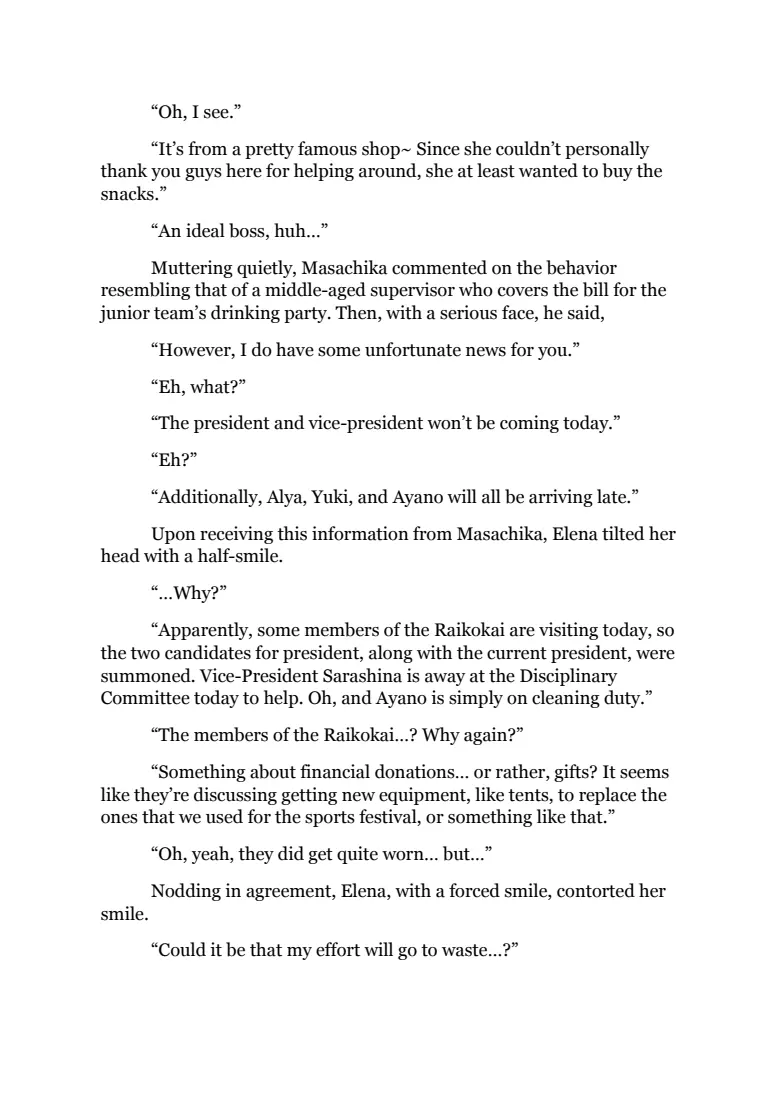 “Oh, I see.”
“It’s from a pretty famous shop~ Since she couldn’t personally
thank you guys here for helping around, she at least wanted to buy the
snacks.”
“An ideal boss, huh…”
Muttering quietly, Masachika commented on the behavior
resembling that of a middle-aged supervisor who covers the bill for the
junior team’s drinking party. Then, with a serious face, he said,
“However, I do have some unfortunate news for you.”
“Eh, what?”
“The president and vice-president won’t be coming today.”
“Eh?”
“Additionally, Alya, Yuki, and Ayano will all be arriving late.”
Upon receiving this information from Masachika, Elena tilted her
head with a half-smile.
“…Why?”
“Apparently, some members of the Raikokai are visiting today, so
the two candidates for president, along with the current president, were
summoned. Vice-President Sarashina is away at the Disciplinary
Committee today to help. Oh, and Ayano is simply on cleaning duty.”
“The members of the Raikokai…? Why again?”
“Something about financial donations… or rather, gifts? It seems
like they’re discussing getting new equipment, like tents, to replace the
ones that we used for the sports festival, or something like that.”
“Oh, yeah, they did get quite worn… but…”
Nodding in agreement, Elena, with a forced smile, contorted her
smile.
“Could it be that my effort will go to waste…?”